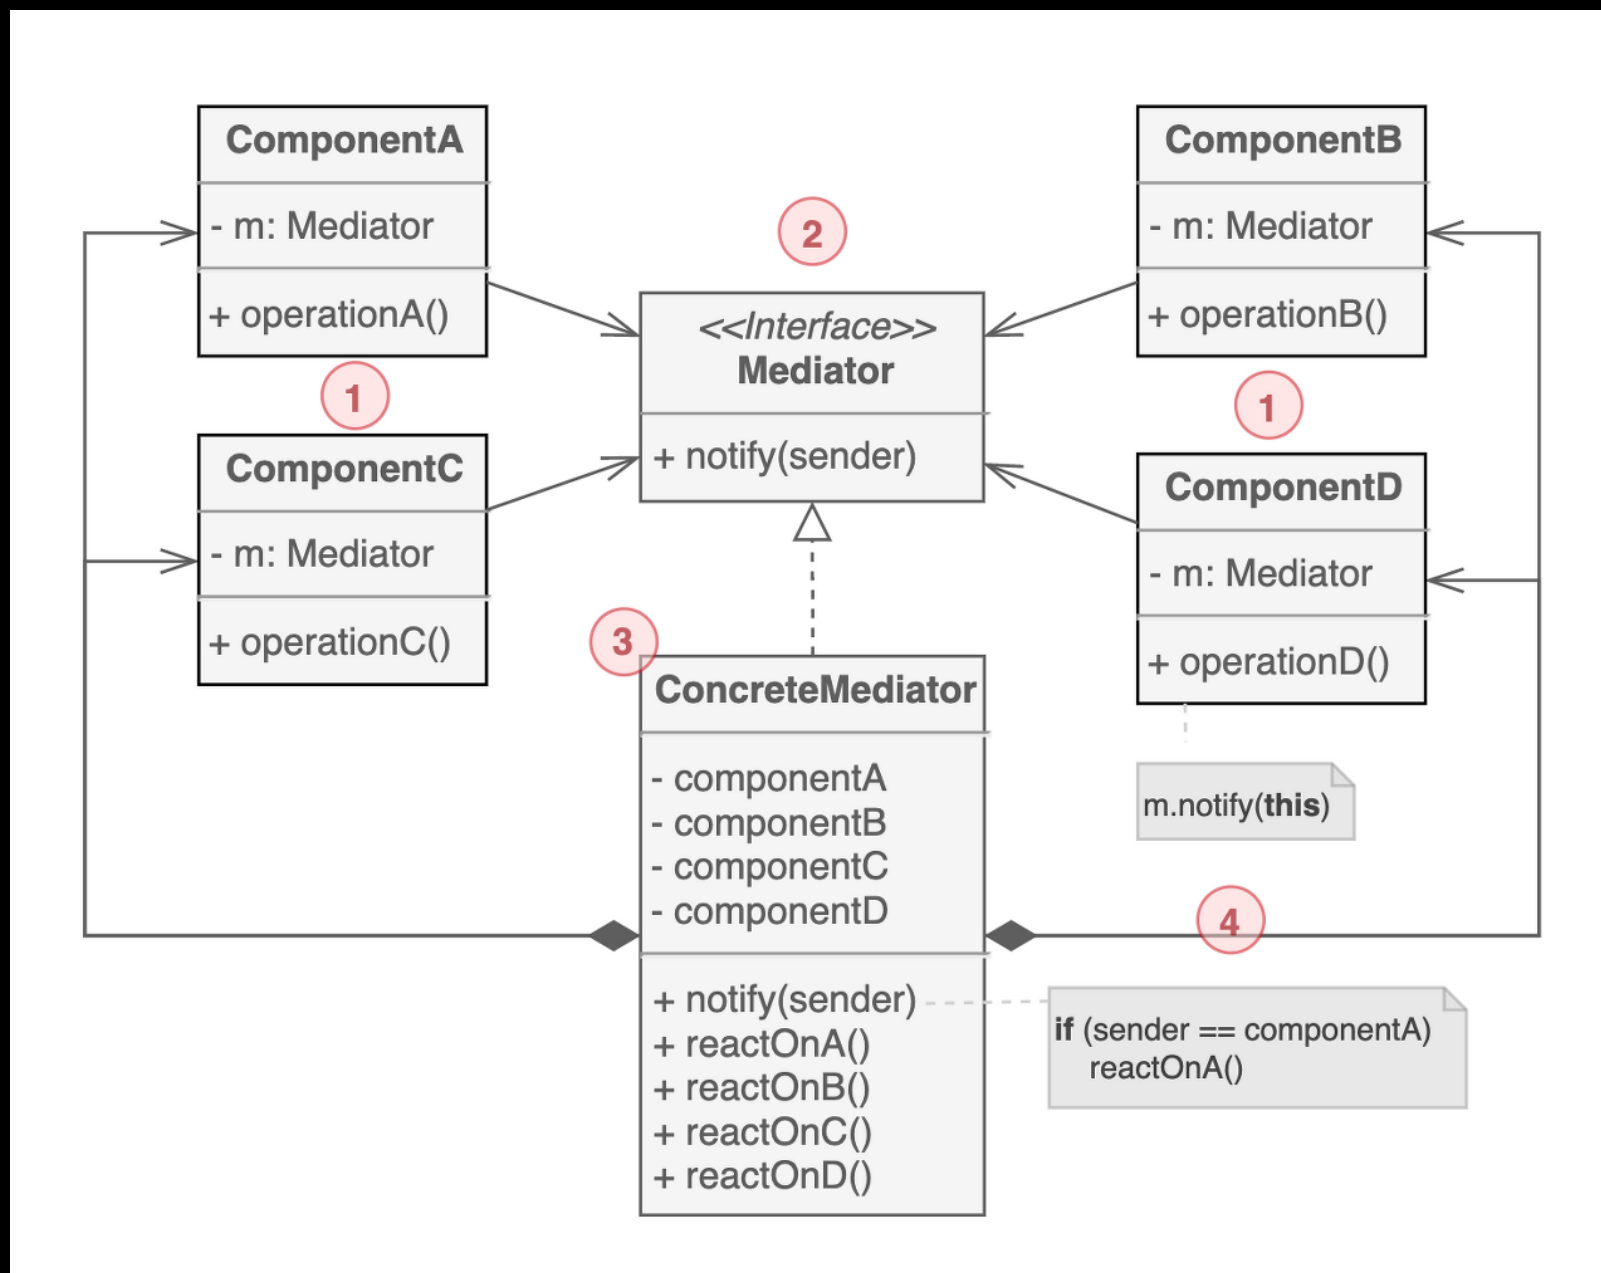 ComponentA
- m: Mediator
+ operationA()
1
ComponentC
- m: Mediator
+ operationC()
2
<<Interface>>
Mediator
+ notify(sender)
ComponentB
- m: Mediator
+ operationB()
1
ComponentD
- m: Mediator
+ operationD()
m.notify(this)
3
ConcreteMediator
- componentA
- componentB
- componentC
- componentD
+ notify(sender)
+ reactOnA()
+ reactOnB()
+ reactOnC()
+ reactOnD()
4
if (sender == componentA)
reactOnA()